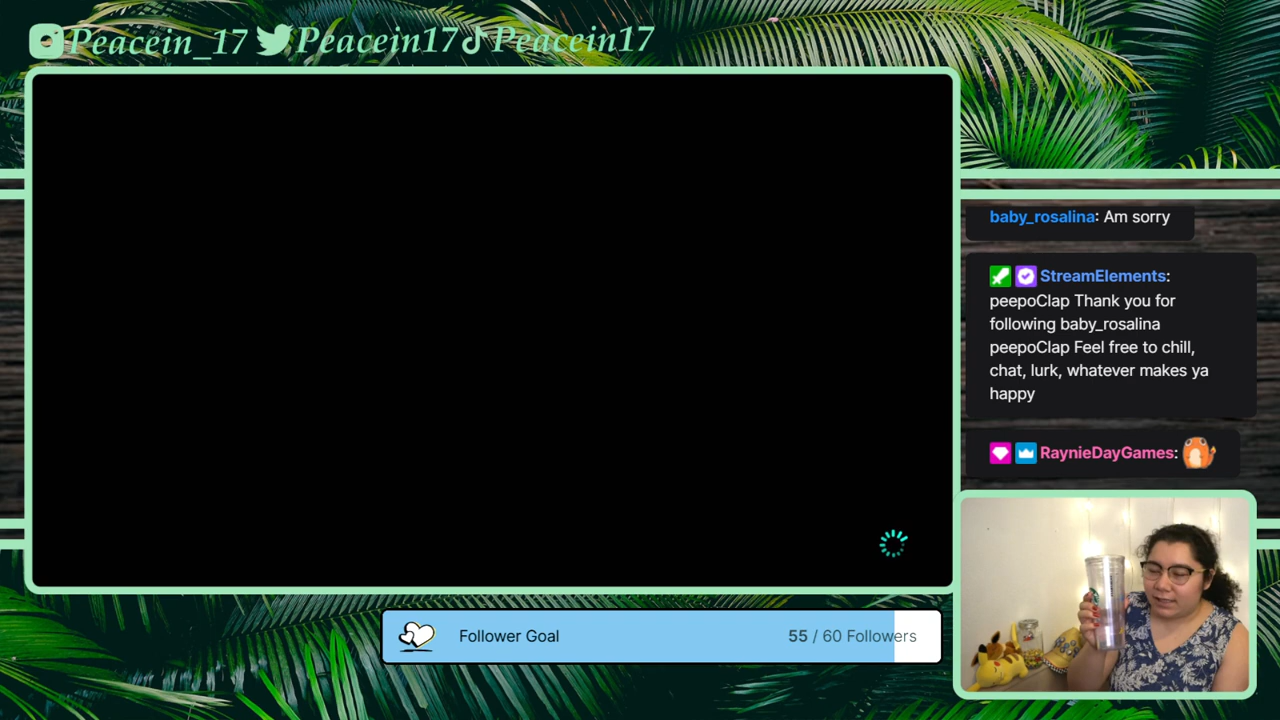 Peacein_17 Peacein17 Peacein17
baby_rosalina: Am sorry
StreamElements:
peepoClap Thank you for
following baby_rosalina
peepoClap Feel free to chill,
chat, lurk, whatever makes ya
happy
RaynieDayGames:
Follower Goal 55 / 60 Followers